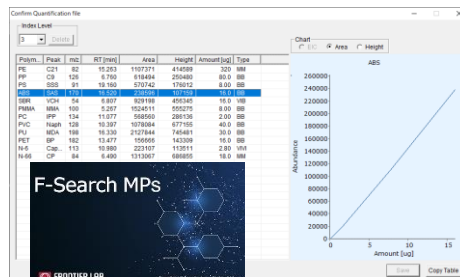 Confirm Quantification file
Index Level
3 Delete
Polym... Peak m/z RT [min] Area Height Amount [ug] Type
PE C21 82 15.263 1107371 414589 320 MM
PP C9 126 6.760 618494 250480 80.0 BB
PS SSS 91 19.160 570742 176012 8.00 BB
ABS SAS 170 16.520 238596 107159 16.0 BB
SBR VCH 54 6.807 929198 456345 16.0 VIB
PMMA MMA 100 5.267 1524511 555275 8.00 BB
PC IPP 134 11.077 568560 286136 2.00 BB
PVC Naph 128 10.397 1078084 677155 40.0 BB
PU MDA 198 16.330 2127844 745481 30.0 BB
PET BP 182 13.477 156666 143309 16.0 BB
N-6 Cap... 113 10.980 223107 113511 2.80
N-66 CP 84 6.490 1313067 686855 18.0 MM
F-Search MPs
FRONTIER LAB
Chart
EIC Area Height
ABS
Abundance
260000
240000
220000
200000
180000
160000
140000
120000
100000
80000
60000
40000
20000
0
0 5 10 15
Amount [ug]
Save Copy Table